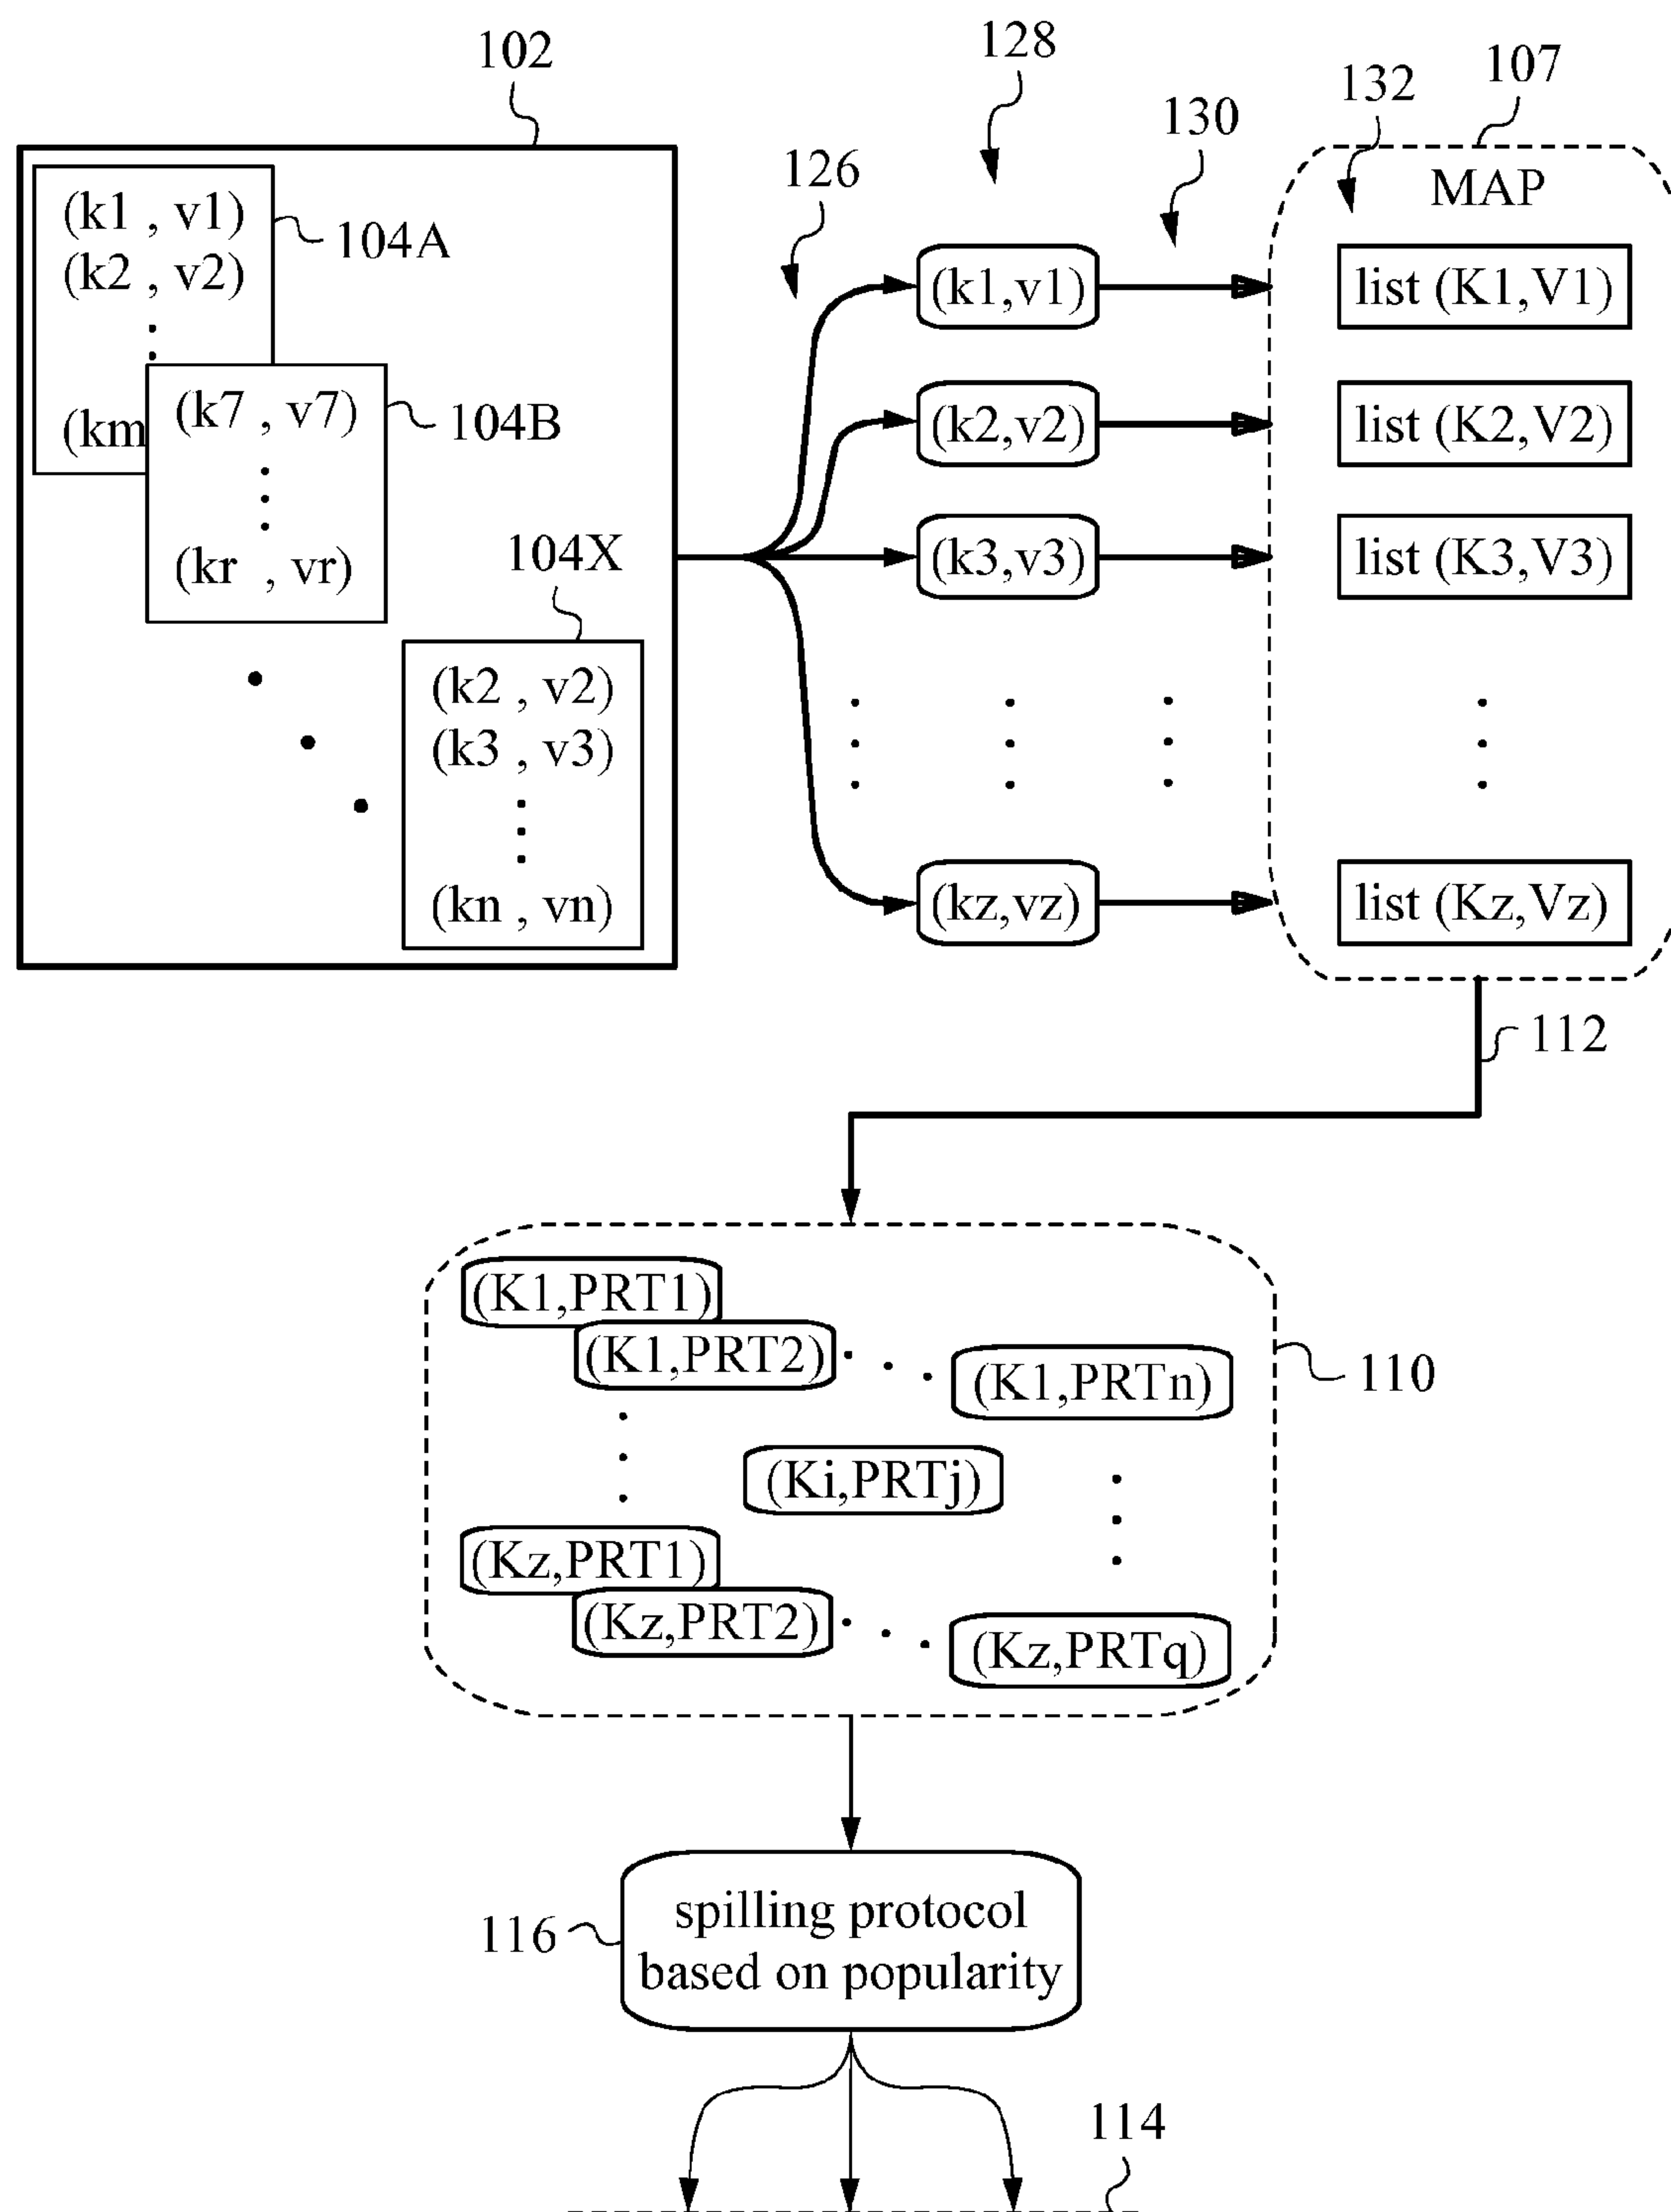 102
128
107
132
130
126
MAP
(k1 , v1)
(k2 , v2)
(km
104A
(k7 , v7)
(kr , vr)
104B
104X
(k2 , v2)
(k3 , v3)
(kn , vn)
(k1,v1)
list (K1,V1)
(k2,v2)
list (K2,V2)
(k3,v3)
list (K3,V3)
(kz,vz)
list (Kz,Vz)
112
(K1,PRT1)
(K1,PRT2)
(K1,PRTn)
110
(Ki,PRTj)
(Kz,PRT1)
(Kz,PRT2)
(Kz,PRTq)
116
spilling protocol
based on popularity
114